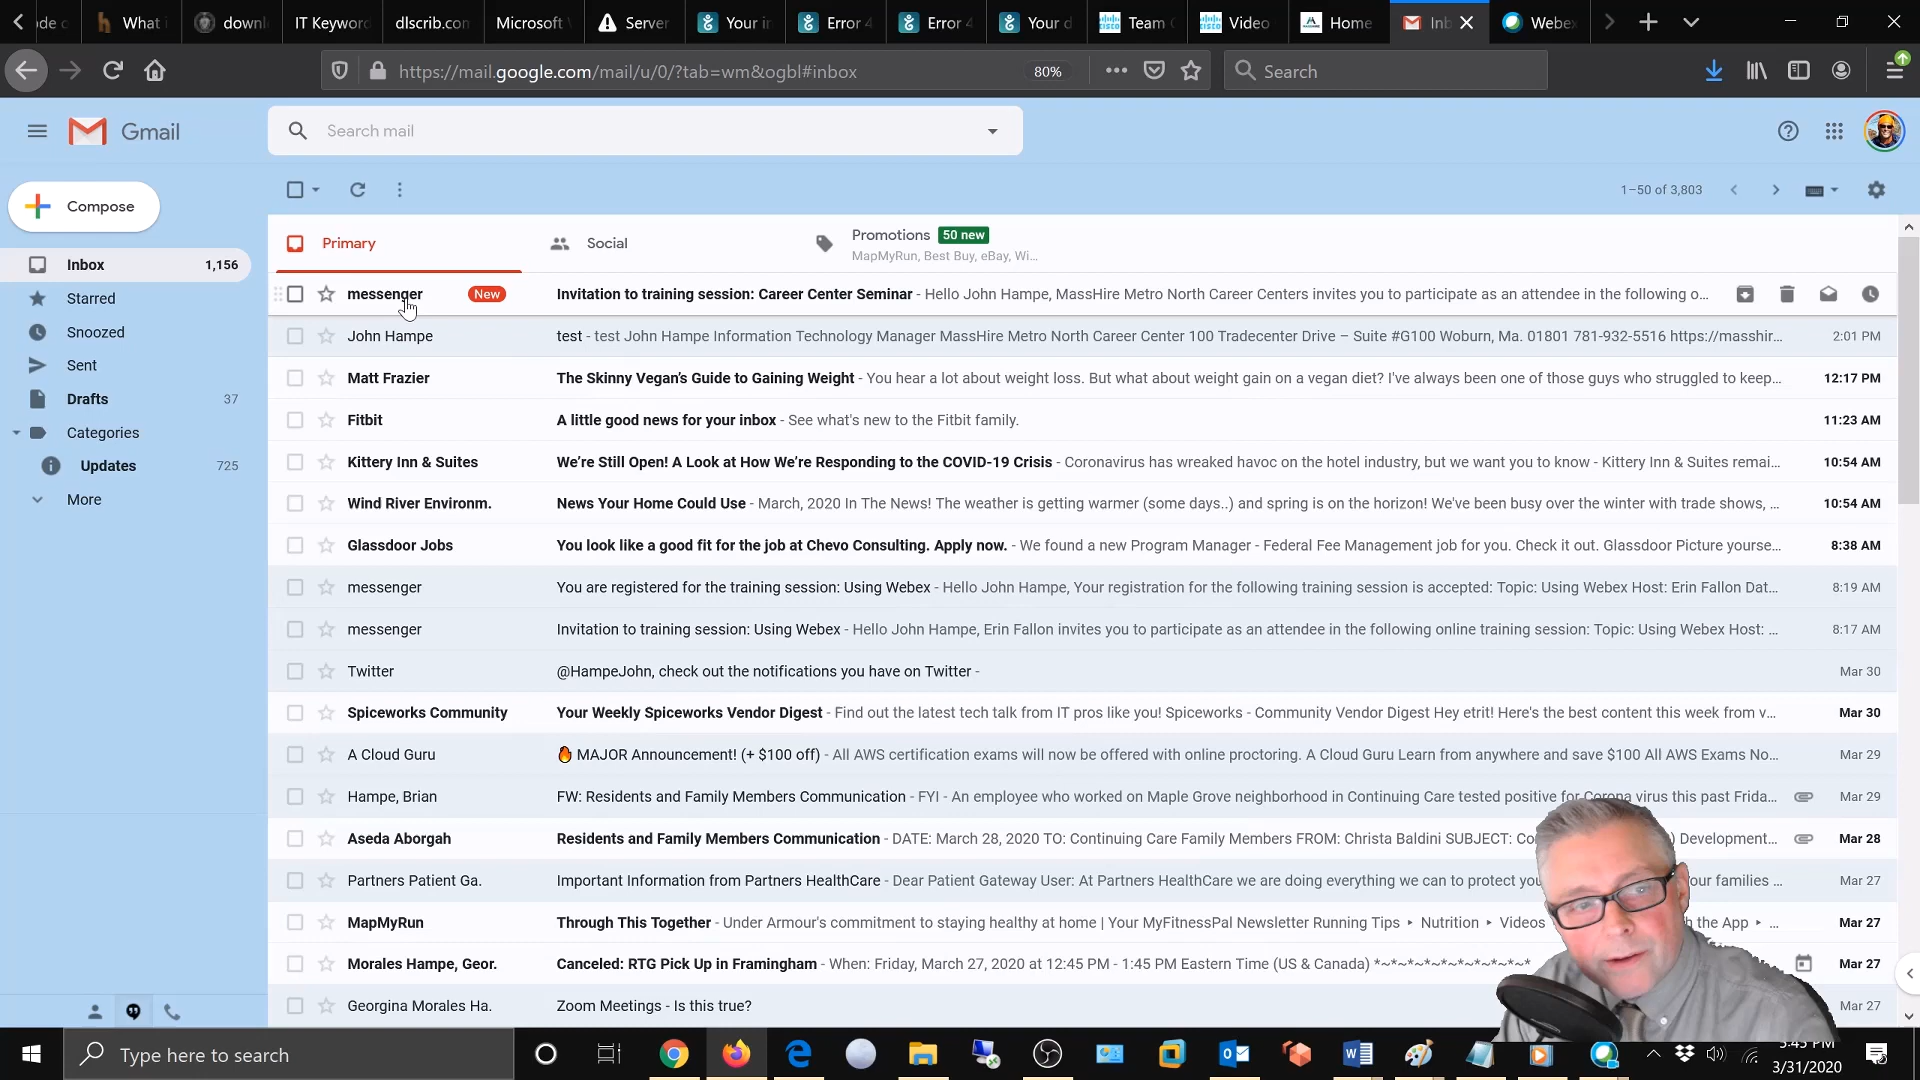 de c
What i
downl
IT Keyword
dlscrib.com
Microsoft
Server
Your in
Error 4
Error 4
Your d
Team C
Video
Home
Inb
Webex
https://mail.google.com/mail/u/0/?tab=wm&ogbl#inbox
80%
Search
Gmail
Search mail
Compose
1–50 of 3,803
Primary
Social
Promotions 50 new
MapMyRun, Best Buy, eBay, Wi...
Inbox 1,156
Starred
Snoozed
Sent
Drafts 37
Categories
Updates 725
More
messenger New Invitation to training session: Career Center Seminar - Hello John Hampe, MassHire Metro North Career Centers invites you to participate as an attendee in the following o...
John Hampe test - test John Hampe Information Technology Manager MassHire Metro North Career Center 100 Tradecenter Drive – Suite #G100 Woburn, Ma. 01801 781-932-5516 https://masshir... 2:01 PM
Matt Frazier The Skinny Vegan's Guide to Gaining Weight - You hear a lot about weight loss. But what about weight gain on a vegan diet? I've always been one of those guys who struggled to keep... 12:17 PM
Fitbit A little good news for your inbox - See what's new to the Fitbit family. 11:23 AM
Kittery Inn & Suites We're Still Open! A Look at How We're Responding to the COVID-19 Crisis - Coronavirus has wreaked havoc on the hotel industry, but we want you to know - Kittery Inn & Suites remai... 10:54 AM
Wind River Environm. News Your Home Could Use - March, 2020 In The News! The weather is getting warmer (some days..) and spring is on the horizon! We've been busy over the winter with trade shows, ... 10:54 AM
Glassdoor Jobs You look like a good fit for the job at Chevo Consulting. Apply now. - We found a new Program Manager - Federal Fee Management job for you. Check it out. Glassdoor Picture yourse... 8:38 AM
messenger You are registered for the training session: Using Webex - Hello John Hampe, Your registration for the following training session is accepted: Topic: Using Webex Host: Erin Fallon Dat... 8:19 AM
messenger Invitation to training session: Using Webex - Hello John Hampe, Erin Fallon invites you to participate as an attendee in the following online training session: Topic: Using Webex Host: ... 8:17 AM
Twitter @HampeJohn, check out the notifications you have on Twitter - Mar 30
Spiceworks Community Your Weekly Spiceworks Vendor Digest - Find out the latest tech talk from IT pros like you! Spiceworks - Community Vendor Digest Hey etrit! Here's the best content this week from v... Mar 30
A Cloud Guru 🔥 MAJOR Announcement! (+ $100 off) - All AWS certification exams will now be offered with online proctoring. A Cloud Guru Learn from anywhere and save $100 All AWS Exams No... Mar 29
Hampe, Brian FW: Residents and Family Members Communication - FYI - An employee who worked on Maple Grove neighborhood in Continuing Care tested positive for Corona virus this past Frida... Mar 29
Aseda Aborgah Residents and Family Members Communication - DATE: March 28, 2020 TO: Continuing Care Family Members FROM: Christa Baldini SUBJECT: Co ) Development... Mar 28
Partners Patient Ga. Important Information from Partners HealthCare - Dear Patient Gateway User: At Partners HealthCare we are doing everything we can to protect you our families ... Mar 27
MapMyRun Through This Together - Under Armour's commitment to staying healthy at home | Your MyFitnessPal Newsletter Running Tips ‣ Nutrition ‣ Videos the App ‣ ... Mar 27
Morales Hampe, Geor. Canceled: RTG Pick Up in Framingham - When: Friday, March 27, 2020 at 12:45 PM - 1:45 PM Eastern Time (US & Canada) *~*~*~*~*~*~*~*~*~* Mar 27
Georgina Morales Ha. Zoom Meetings - Is this true? Mar 27
Type here to search
3:45 PM
3/31/2020